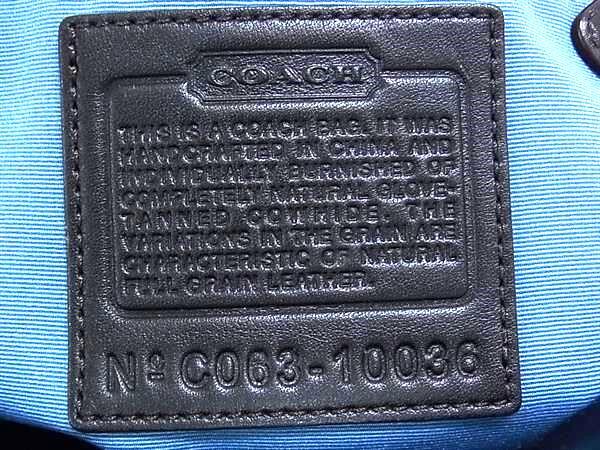 COACH
THIS IS A COACH BAG. IT WAS
HANDCRAFTED IN CHINA AND
INDIVIDUALLY BURNISHED OF
COMPLETELY NATURAL GLOVE-
TANNED COWHIDE. THE
VARIATIONS IN THE GRAIN ARE
CHARACTERISTIC OF NATURAL
FULL GRAIN LEATHER.
Nº C063-10036